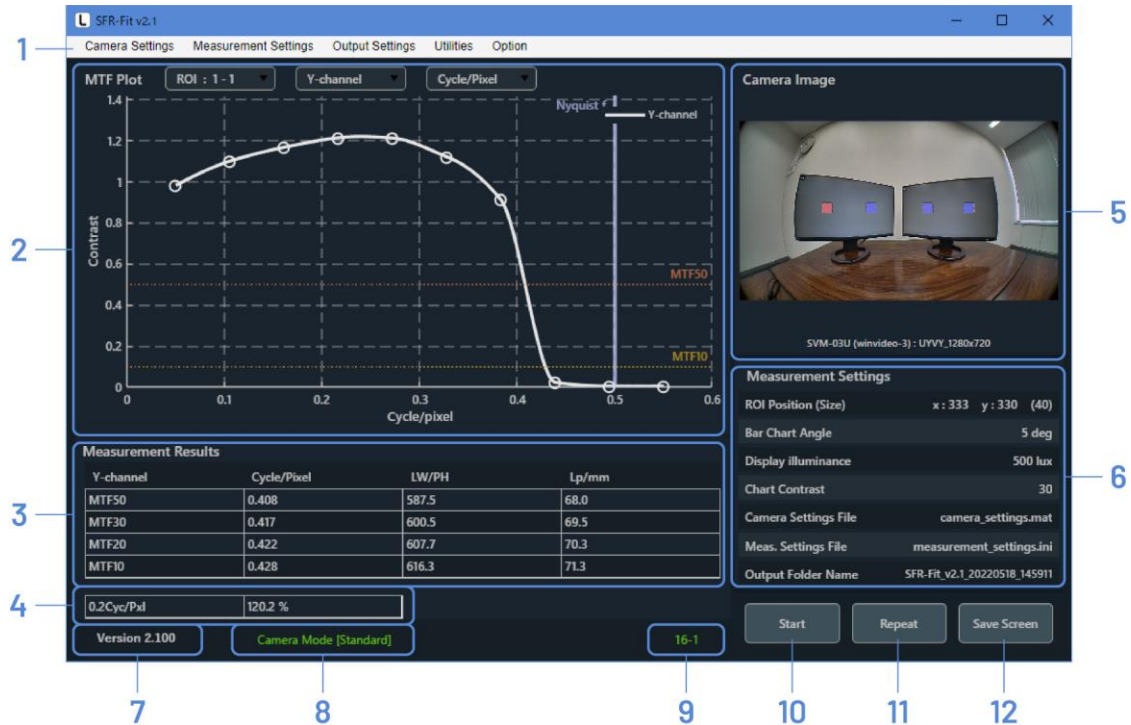 L SFR-Fit v2.1
1
Camera Settings Measurement Settings Output Settings Utilities Option
2
MTF Plot ROI : 1 - 1 Y-channel Cycle/Pixel
Nyquist
Y-channel
1.4
1.2
1
0.8
0.6
0.4
0.2
0
Contrast
MTF50
MTF10
0 0.1 0.2 0.3 0.4 0.5 0.6
Cycle/pixel
Camera Image
SVM-03U (winvideo-3) : UYVY_1280x720
5
3
Measurement Results
Y-channel Cycle/Pixel LW/PH Lp/mm
MTF50 0.408 587.5 68.0
MTF30 0.417 600.5 69.5
MTF20 0.422 607.7 70.3
MTF10 0.428 616.3 71.3
4
0.2Cyc/Pxl 120.2 %
Measurement Settings
ROI Position (Size) x : 333 y : 330 (40)
Bar Chart Angle 5 deg
Display illuminance 500 lux
Chart Contrast 30
Camera Settings File camera_settings.mat
Meas. Settings File measurement_settings.ini
Output Folder Name SFR-Fit_v2.1_20220518_145911
6
Version 2.100 Camera Mode [Standard] 16-1
Start Repeat Save Screen
7 8 9 10 11 12